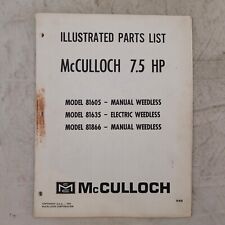 ILLUSTRATED PARTS LIST
McCULLOCH 7.5 HP
MODEL 81605 - MANUAL WEEDLESS
MODEL 81635 - ELECTRIC WEEDLESS
MODEL 81866 - MANUAL WEEDLESS
McCULLOCH